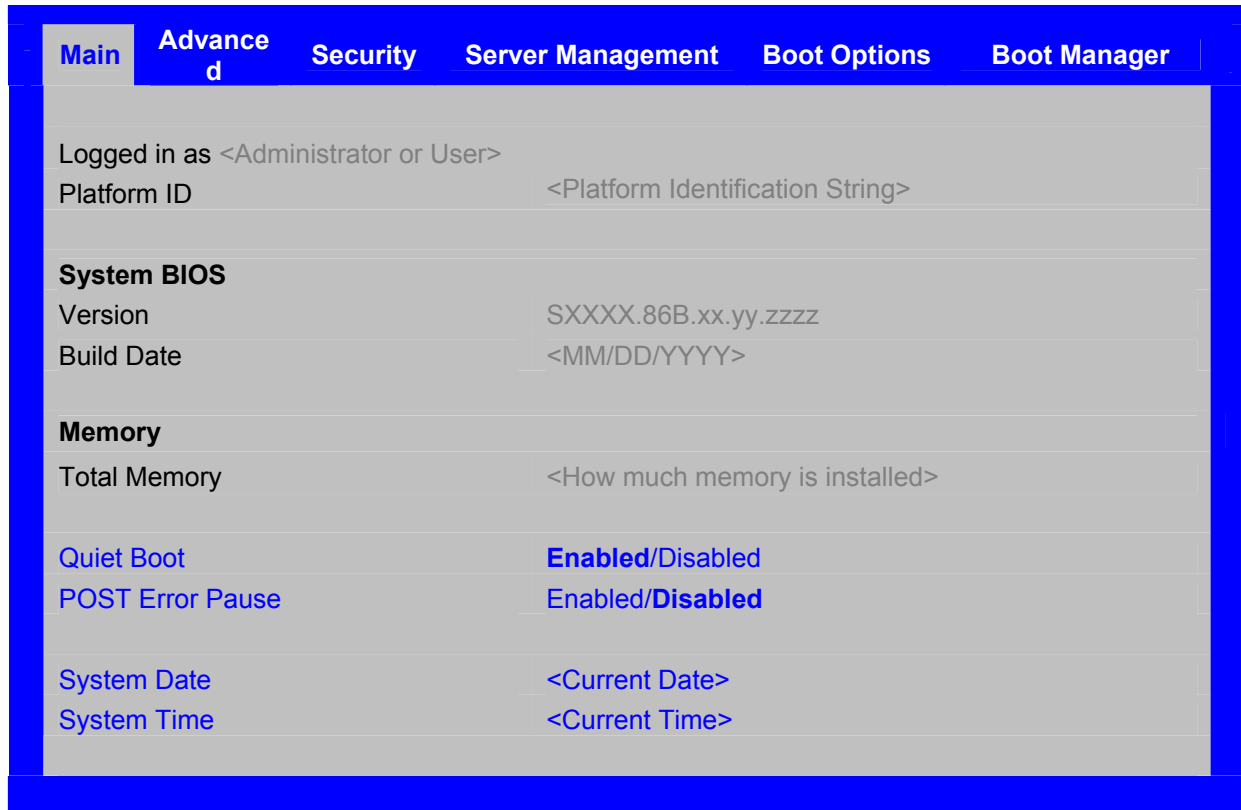 Main Advance
d Security Server Management Boot Options Boot Manager
Logged in as <Administrator or User>
Platform ID <Platform Identification String>
System BIOS
Version SXXXX.86B.xx.yy.zzzz
Build Date <MM/DD/YYYY>
Memory
Total Memory <How much memory is installed>
Quiet Boot Enabled/Disabled
POST Error Pause Enabled/Disabled
System Date <Current Date>
System Time <Current Time>